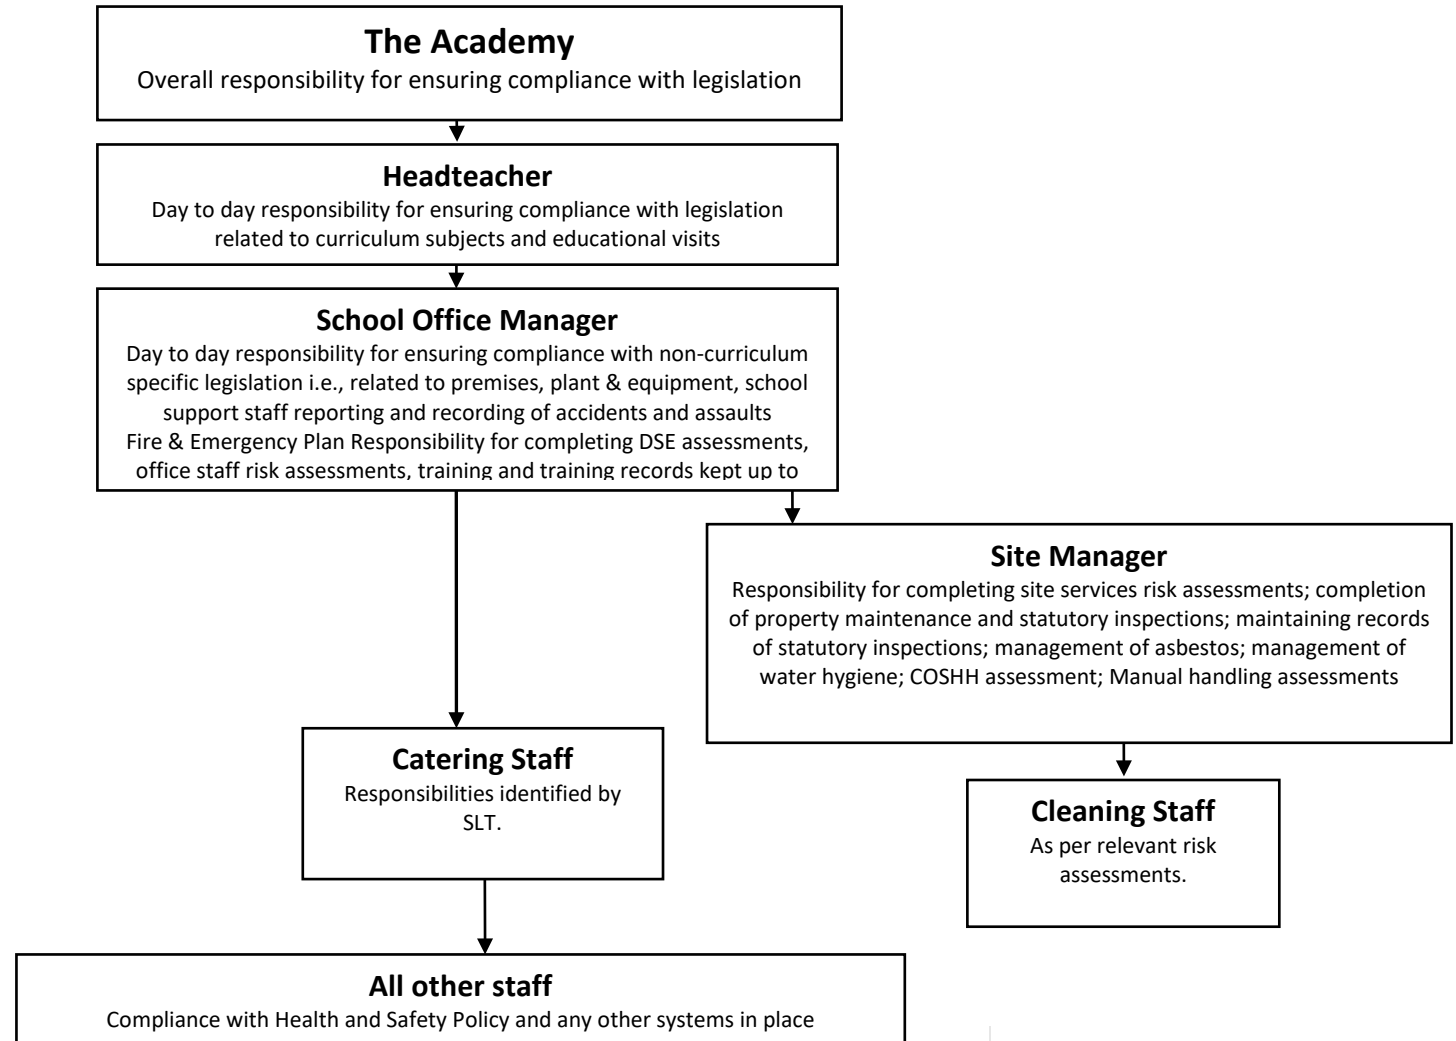 The Academy
Overall responsibility for ensuring compliance with legislation
Headteacher
Day to day responsibility for ensuring compliance with legislation
related to curriculum subjects and educational visits
School Office Manager
Day to day responsibility for ensuring compliance with non-curriculum
specific legislation i.e., related to premises, plant & equipment, school
support staff reporting and recording of accidents and assaults
Fire & Emergency Plan Responsibility for completing DSE assessments,
office staff risk assessments, training and training records kept up to
Site Manager
Responsibility for completing site services risk assessments; completion
of property maintenance and statutory inspections; maintaining records
of statutory inspections; management of asbestos; management of
water hygiene; COSHH assessment; Manual handling assessments
Catering Staff
Responsibilities identified by
SLT.
Cleaning Staff
As per relevant risk
assessments.
All other staff
Compliance with Health and Safety Policy and any other systems in place